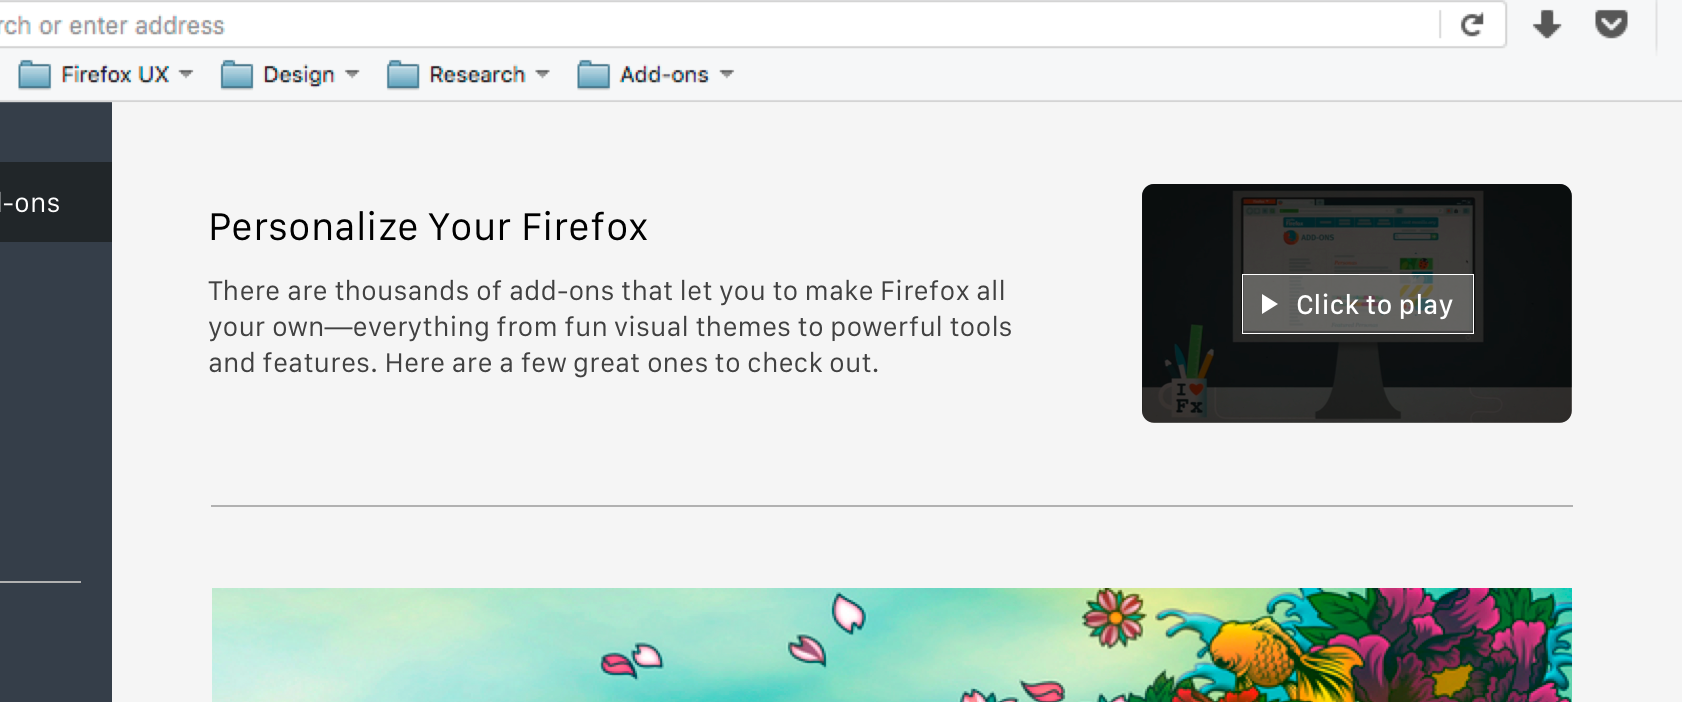 rch or enter address
Firefox UX Design Research Add-ons
-ons
Personalize Your Firefox
There are thousands of add-ons that let you to make Firefox all
your own—everything from fun visual themes to powerful tools
and features. Here are a few great ones to check out.
ADD-ONS
Click to play
I
Fx